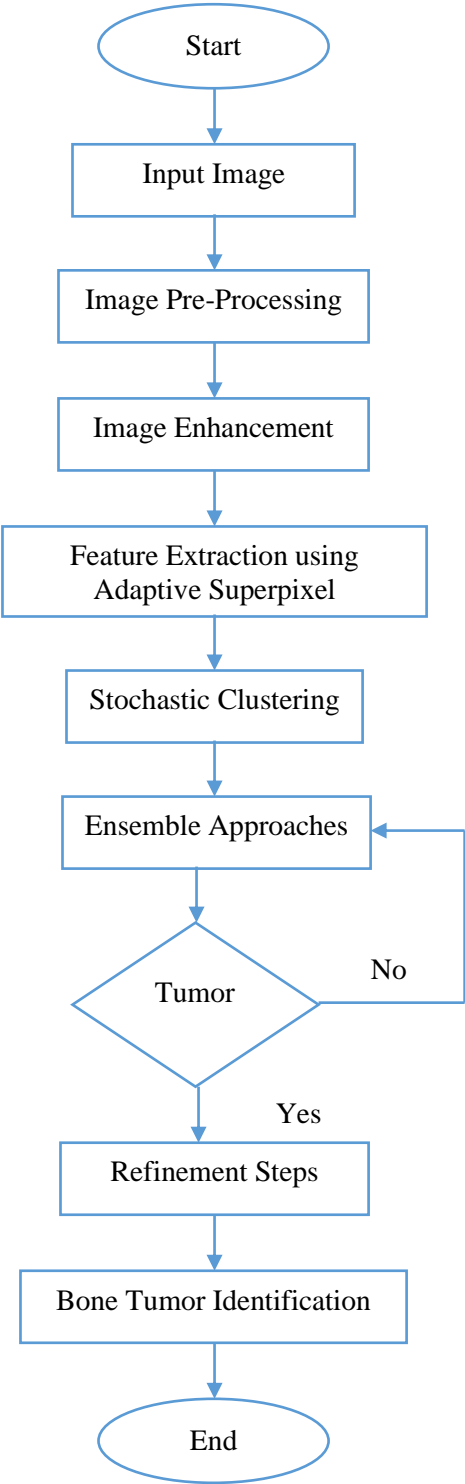 Start
Input Image
Image Pre-Processing
Image Enhancement
Feature Extraction using
Adaptive Superpixel
Stochastic Clustering
Ensemble Approaches
Tumor
No
Yes
Refinement Steps
Bone Tumor Identification
End